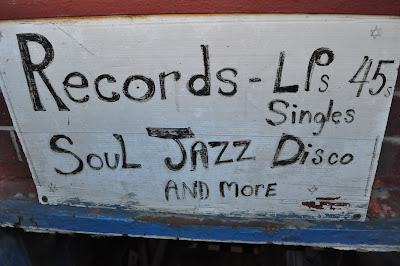 Records - LPs 45s
Singles
Soul Jazz Disco
AND MORE